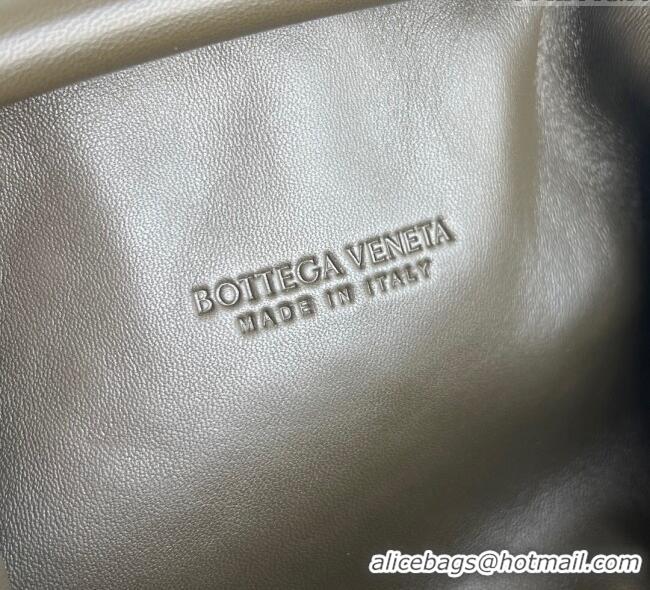 BOTTEGA VENETA
MADE IN ITALY
alicebags@hotmail.com